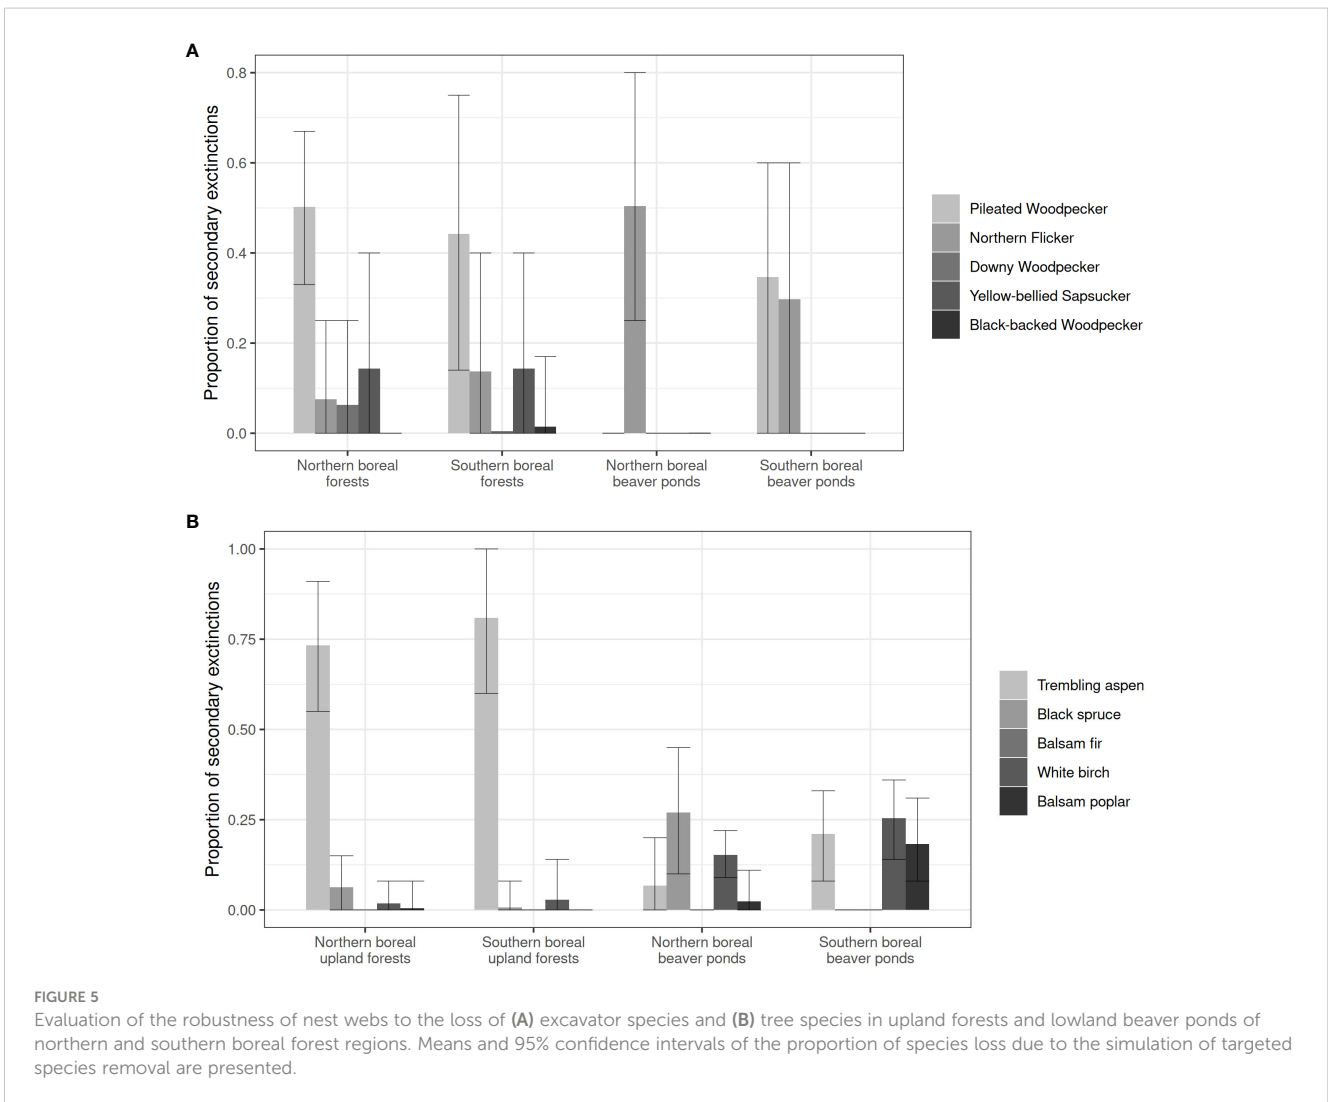 A
Proportion of secondary exctinctions
0.8
0.6
0.4
0.2
0.0
Northern boreal
forests
Southern boreal
forests
Northern boreal
beaver ponds
Southern boreal
beaver ponds
Pileated Woodpecker
Northern Flicker
Downy Woodpecker
Yellow-bellied Sapsucker
Black-backed Woodpecker
B
Proportion of secondary exctinctions
1.00
0.75
0.50
0.25
0.00
Northern boreal
upland forests
Southern boreal
upland forests
Northern boreal
beaver ponds
Southern boreal
beaver ponds
Trembling aspen
Black spruce
Balsam fir
White birch
Balsam poplar
FIGURE 5
Evaluation of the robustness of nest webs to the loss of (A) excavator species and (B) tree species in upland forests and lowland beaver ponds of
northern and southern boreal forest regions. Means and 95% confidence intervals of the proportion of species loss due to the simulation of targeted
species removal are presented.